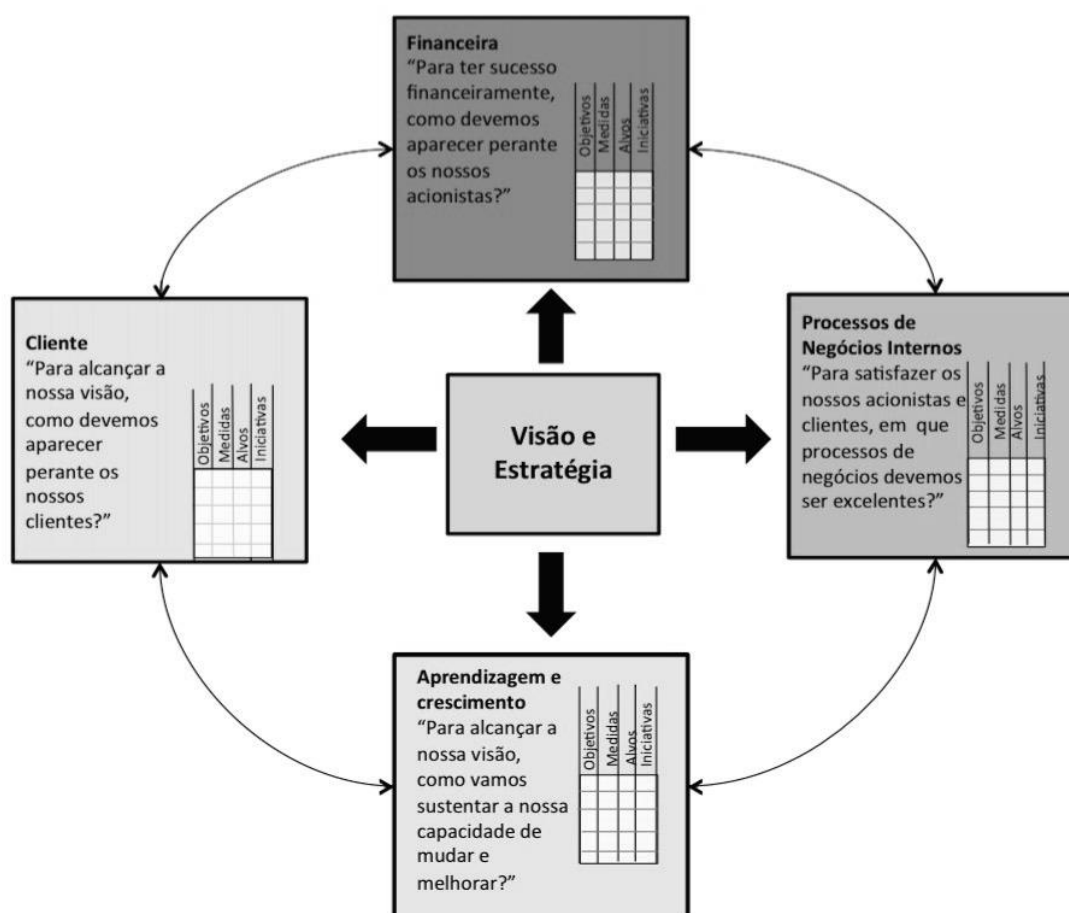 Financeira
“Para ter sucesso
financeiramente,
como devemos
aparecer perante
os nossos
acionistas?”
Objetivos
Medidas
Alvos
Iniciativas
Cliente
“Para alcançar a
nossa visão,
como devemos
aparecer
perante os
nossos
clientes?”
Objetivos
Medidas
Alvos
Iniciativas
Visão e
Estratégia
Processos de
Negócios Internos
“Para satisfazer os
nossos acionistas e
clientes, em que
processos de
negócios devemos
ser excelentes?”
Objetivos
Medidas
Alvos
Iniciativas
Aprendizagem e
crescimento
“Para alcançar a
nossa visão,
como vamos
sustentar a nossa
capacidade de
mudar e
melhorar?”
Objetivos
Medidas
Alvos
Iniciativas